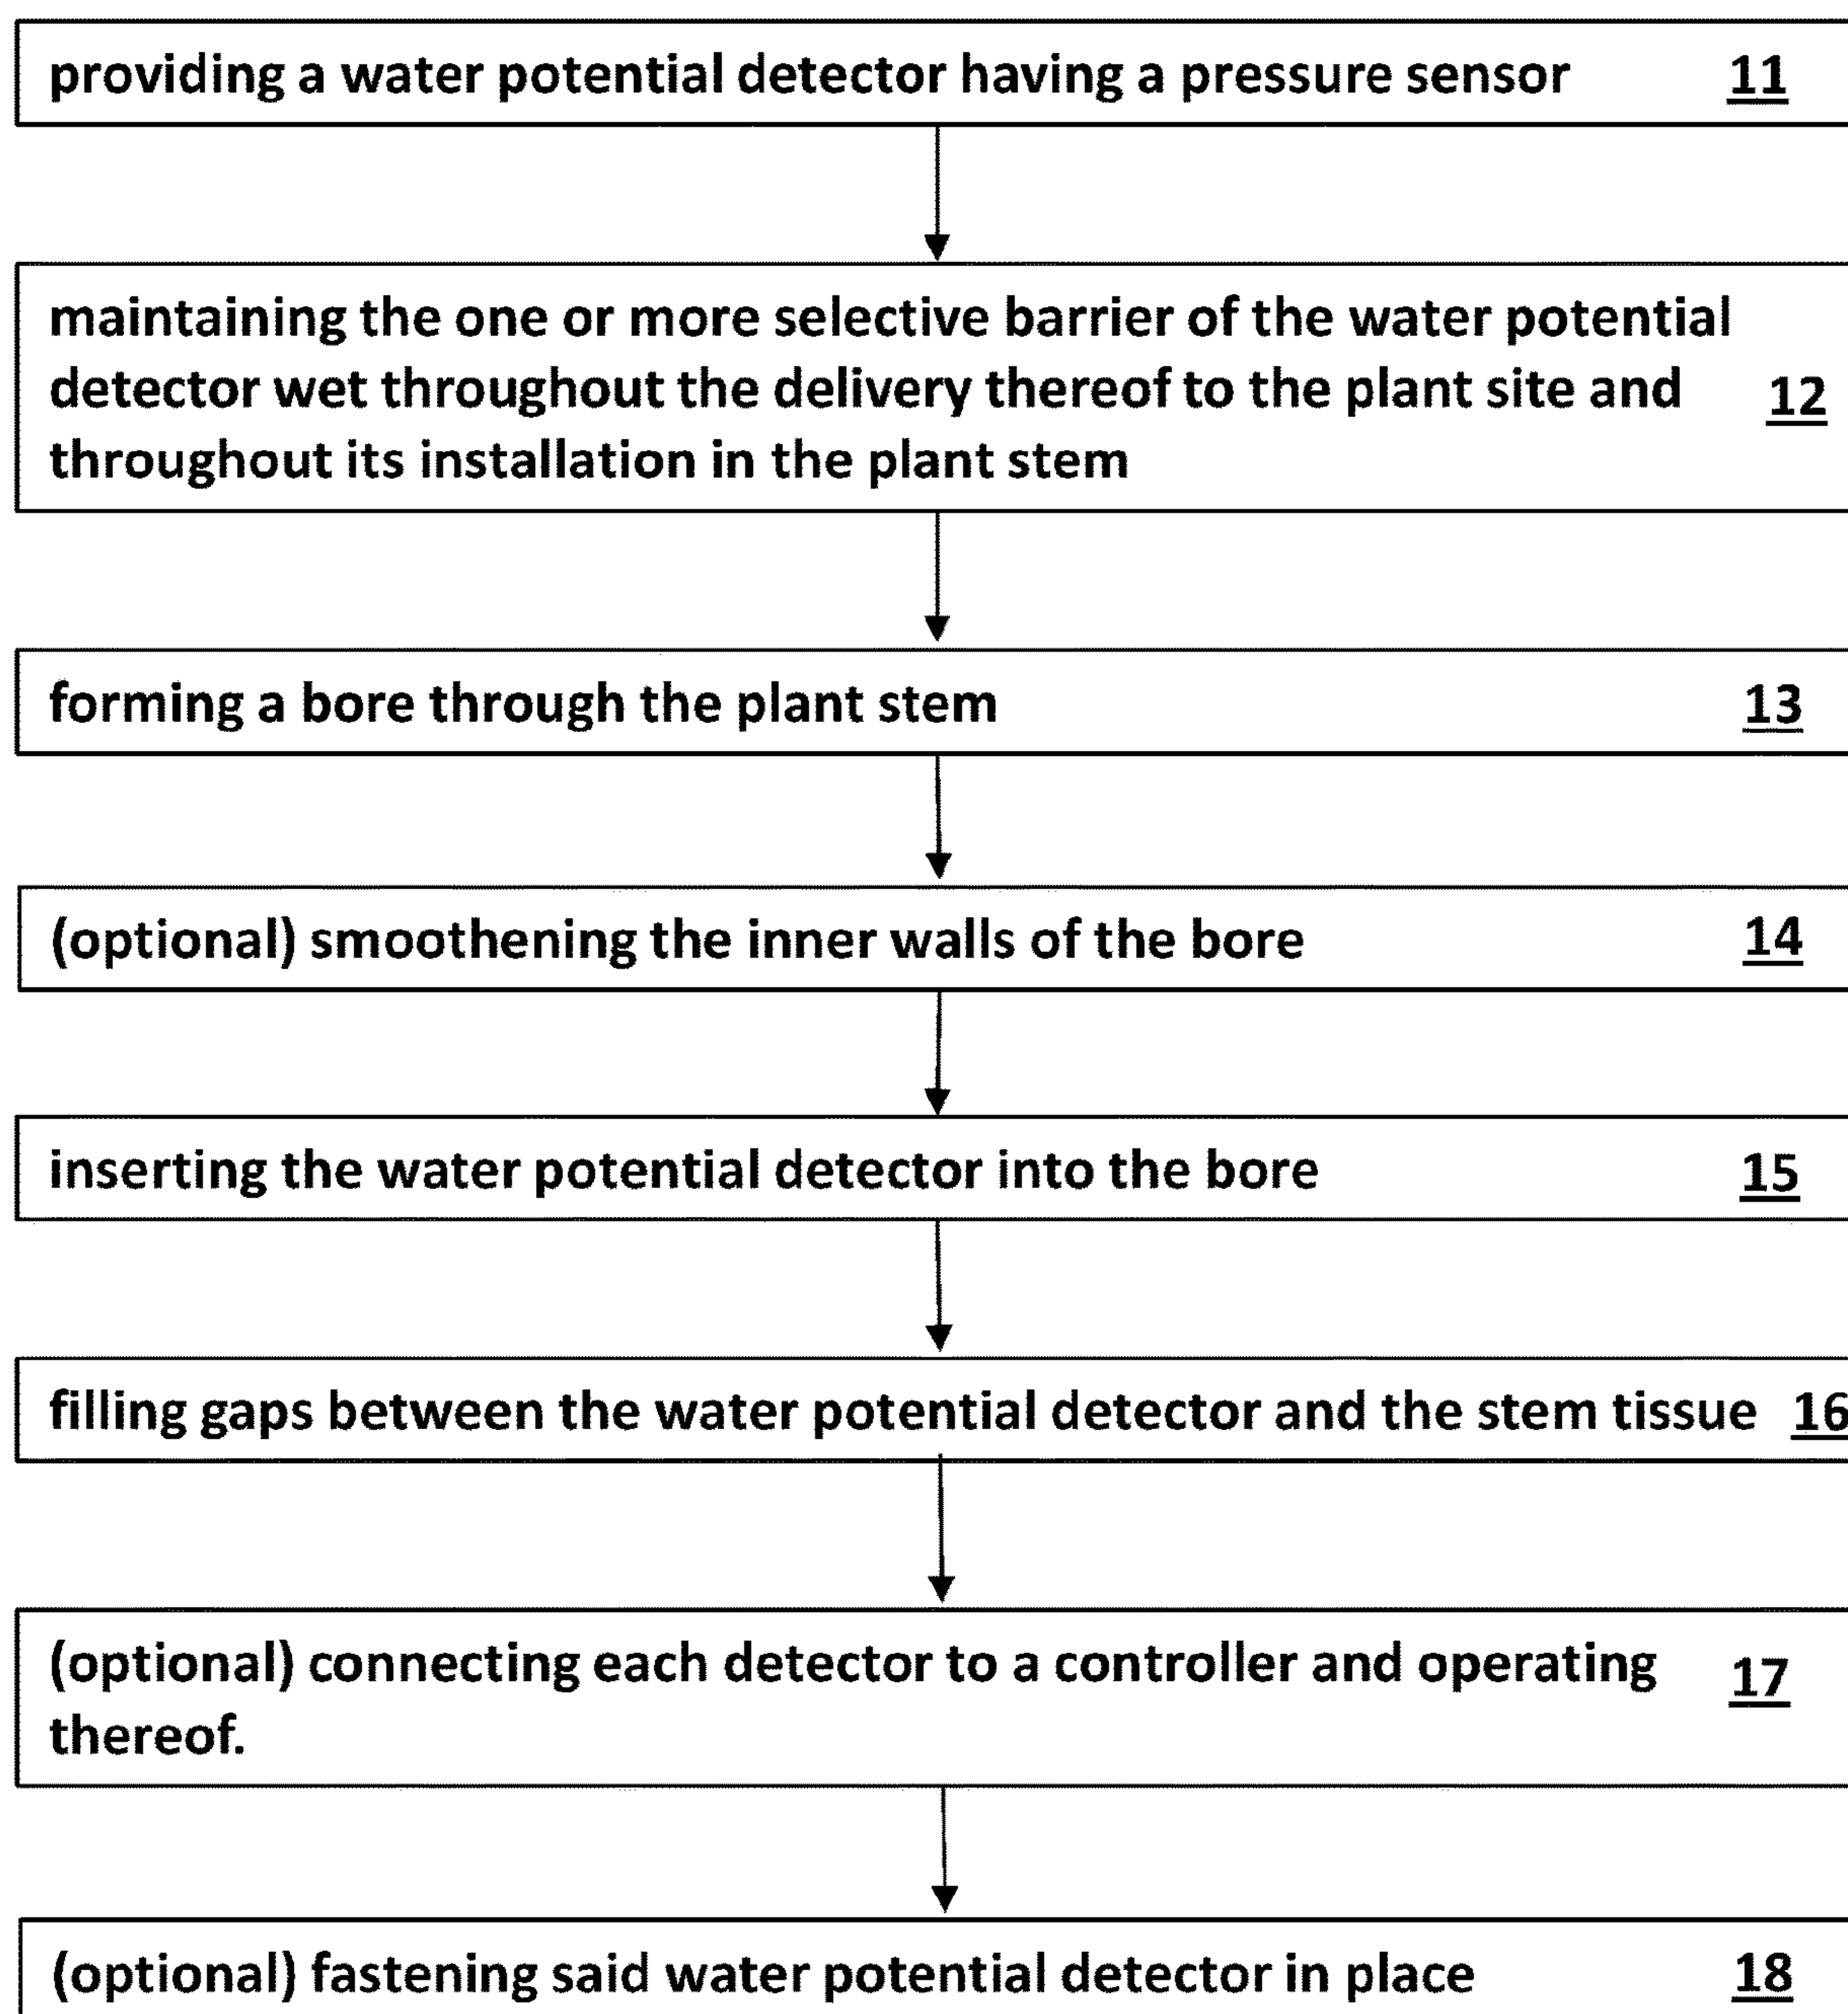 providing a water potential detector having a pressure sensor 11
maintaining the one or more selective barrier of the water potential
detector wet throughout the delivery thereof to the plant site and 12
throughout its installation in the plant stem
forming a bore through the plant stem 13
(optional) smoothening the inner walls of the bore 14
inserting the water potential detector into the bore 15
filling gaps between the water potential detector and the stem tissue 16
(optional) connecting each detector to a controller and operating 17
thereof.
(optional) fastening said water potential detector in place 18